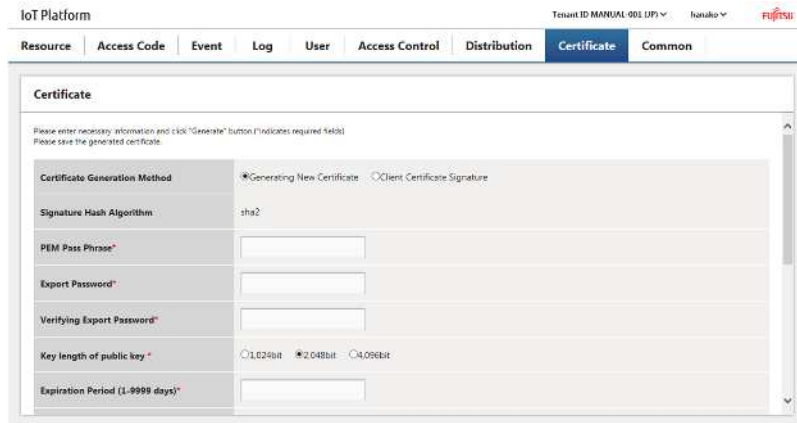 IoT Platform
Tenant ID MANUAL-001 (JP) hanako FUJITSU
Resource Access Code Event Log User Access Control Distribution Certificate Common
Certificate
Please enter necessary information and click "Generate" button (*indicates required fields)
Please save the generated certificate.
Certificate Generation Method Generating New Certificate Client Certificate Signature
Signature Hash Algorithm sha2
PEM Pass Phrase*
Export Password*
Verifying Export Password*
Key length of public key * 1,024bit 2,048bit 4,096bit
Expiration Period (1-9999 days)*